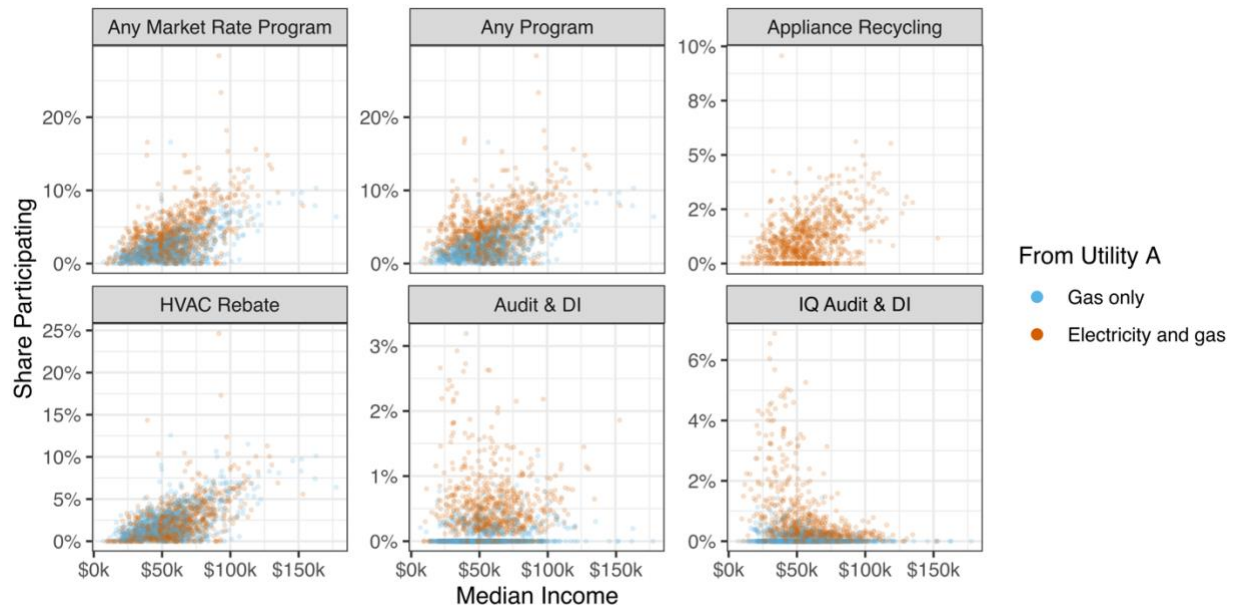 Any Market Rate Program
Any Program
Appliance Recycling
20%
10%
0%
20%
10%
0%
10%
8%
5%
2%
0%
Share Participating
HVAC Rebate
Audit & DI
IQ Audit & DI
25%
20%
15%
10%
5%
0%
3%
2%
1%
0%
6%
4%
2%
0%
$0k $50k $100k $150k
$0k $50k $100k $150k
$0k $50k $100k $150k
Median Income
From Utility A
Gas only
Electricity and gas